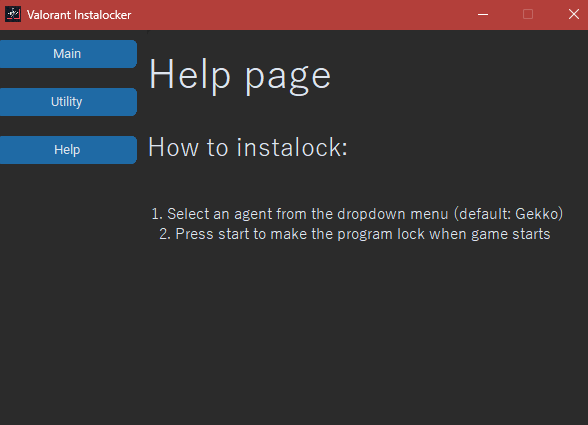 Valorant Instalocker
Main
Utility
Help
Help page
How to instalock:
1. Select an agent from the dropdown menu (default: Gekko)
2. Press start to make the program lock when game starts